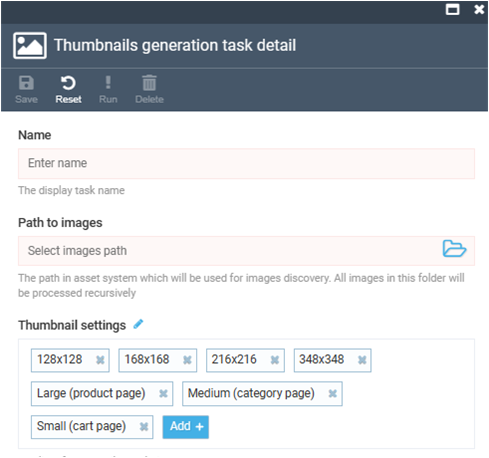 Thumbnails generation task detail
Save Reset Run Delete
Name
Enter name
The display task name
Path to images
Select images path
The path in asset system which will be used for images discovery. All images in this folder will
be processed recursively
Thumbnail settings
128x128 168x168 216x216 348x348
Large (product page) Medium (category page)
Small (cart page) Add +